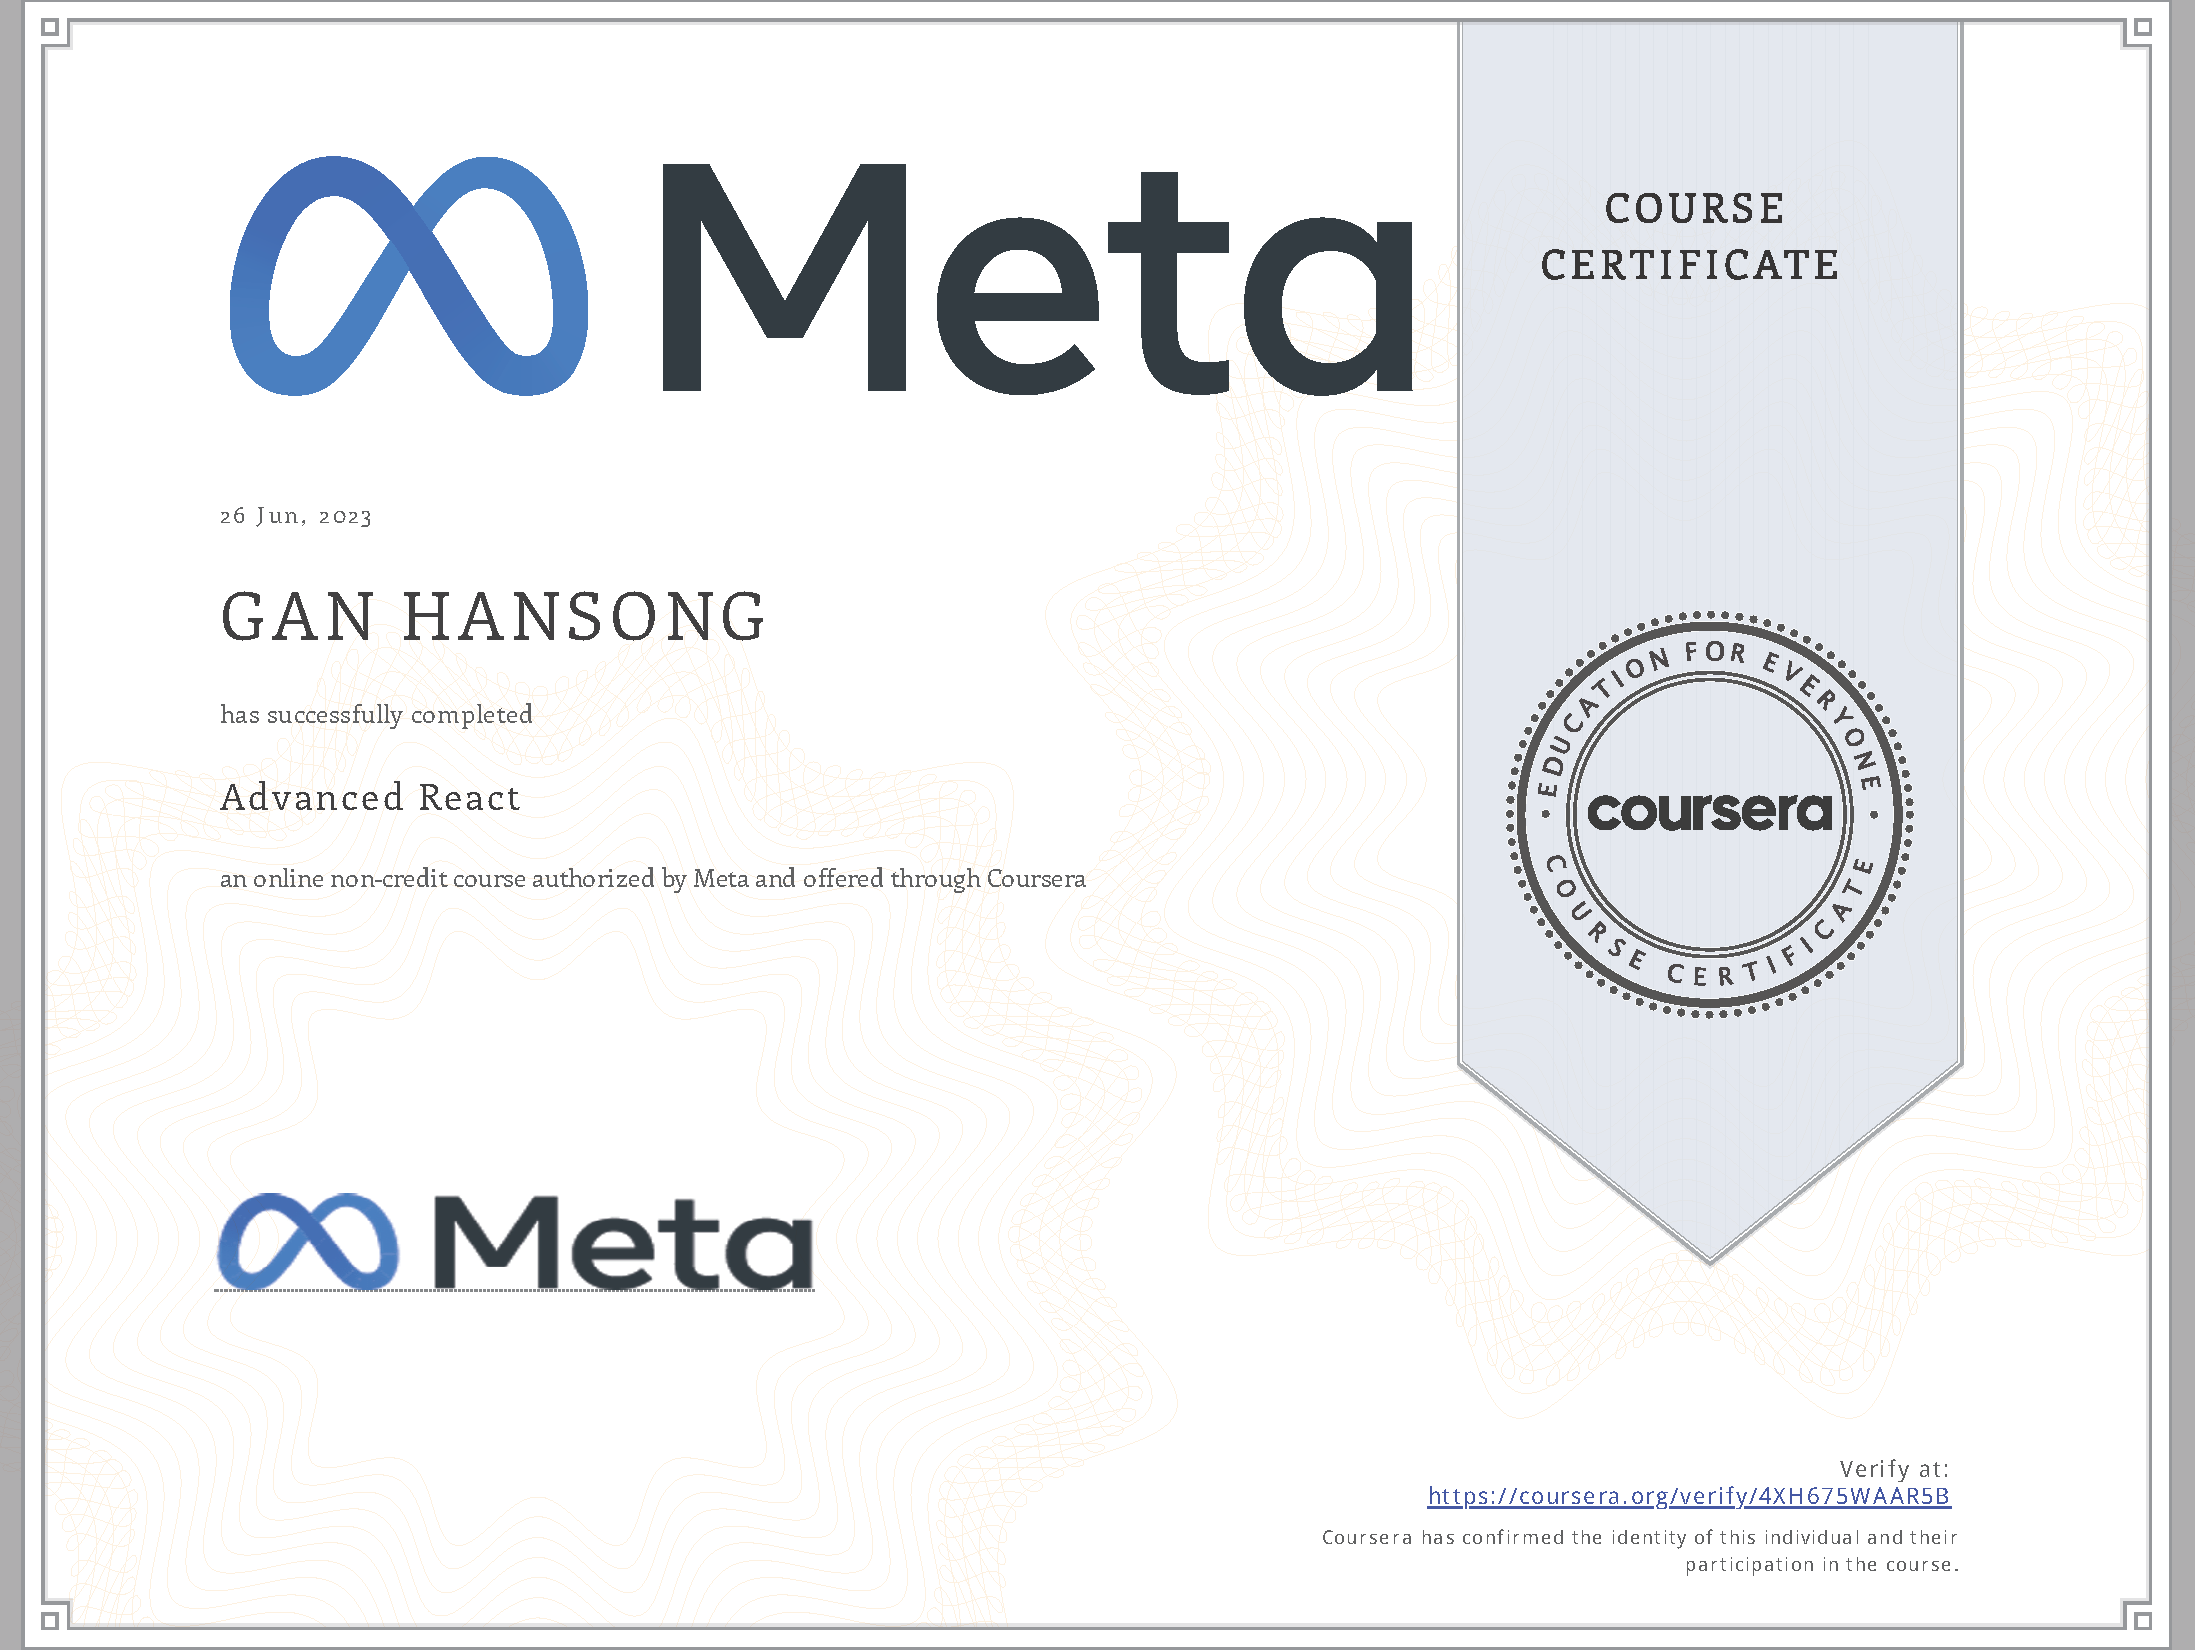 Meta
COURSE
CERTIFICATE
26 Jun, 2023
GAN HANSONG
has successfully completed
Advanced React
an online non-credit course authorized by Meta and offered through Coursera
EDUCATION FOR EVERYONE
coursera
COURSE CERTIFICATE
Meta
Verify at:
https://coursera.org/verify/4XH675WAAR5B
Coursera has confirmed the identity of this individual and their
participation in the course.